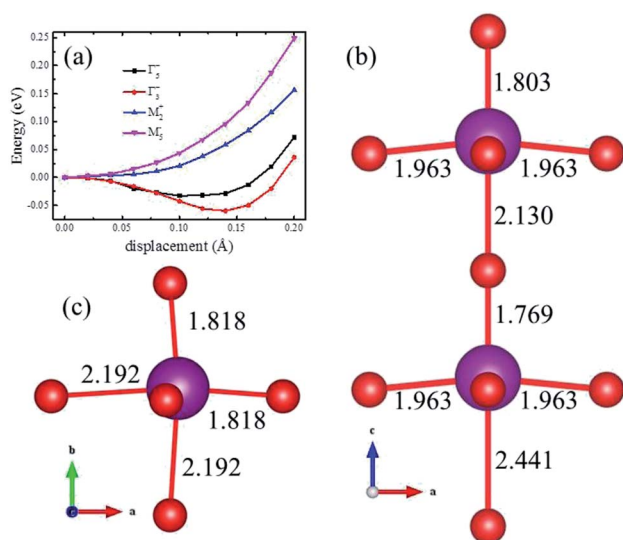 (a)
0.25
0.20
0.15
0.10
0.05
0.00
-0.05
Energy (eV)
Γ₅⁻
Γ₃⁻
M₂⁺
M₅⁻
0.00 0.05 0.10 0.15 0.20
displacement (Å)
(b)
1.803
1.963 1.963
2.130
1.769
1.963 1.963
2.441
c
a
(c)
1.818
2.192
1.818
2.192
b
c
a